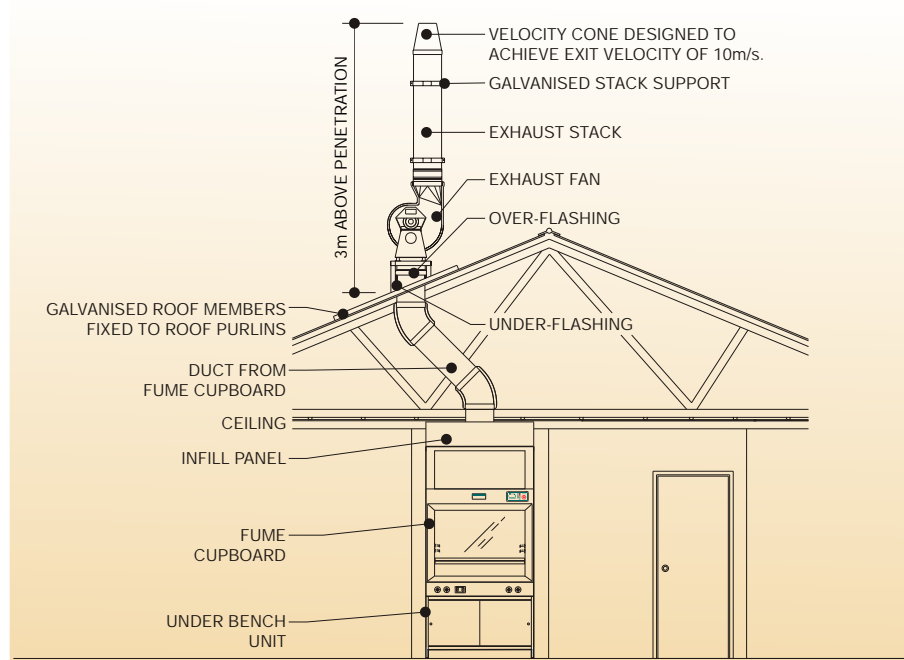 VELOCITY CONE DESIGNED TO
ACHIEVE EXIT VELOCITY OF 10m/s.
GALVANISED STACK SUPPORT
EXHAUST STACK
3m ABOVE PENETRATION
EXHAUST FAN
OVER-FLASHING
GALVANISED ROOF MEMBERS
FIXED TO ROOF PURLINS
UNDER-FLASHING
DUCT FROM
FUME CUPBOARD
CEILING
INFILL PANEL
FUME
CUPBOARD
UNDER BENCH
UNIT